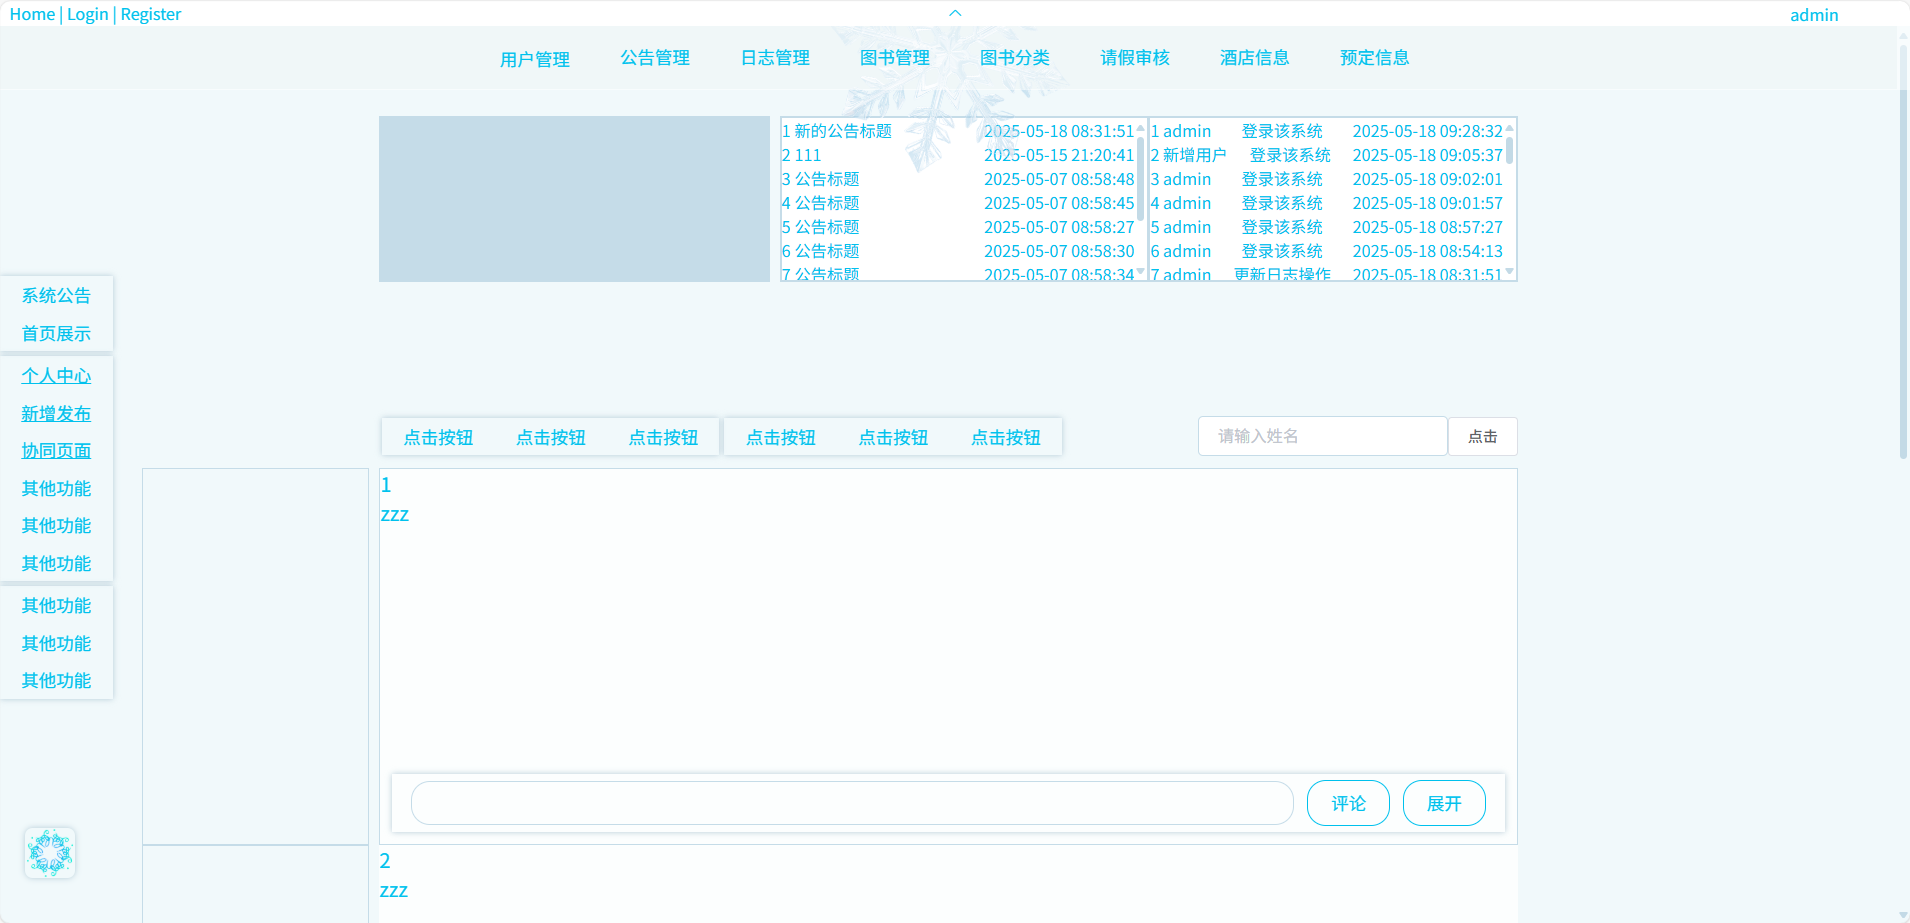 Home | Login | Register
admin
用户管理 公告管理 日志管理 图书管理 图书分类 请假审核 酒店信息 预定信息
1 新的公告标题 2025-05-18 08:31:51
2 111 2025-05-15 21:20:41
3 公告标题 2025-05-07 08:58:48
4 公告标题 2025-05-07 08:58:45
5 公告标题 2025-05-07 08:58:27
6 公告标题 2025-05-07 08:58:30
7 公告标题 2025-05-07 08:58:34
1 admin 登录该系统 2025-05-18 09:28:32
2 新增用户 登录该系统 2025-05-18 09:05:37
3 admin 登录该系统 2025-05-18 09:02:01
4 admin 登录该系统 2025-05-18 09:01:57
5 admin 登录该系统 2025-05-18 08:57:27
6 admin 登录该系统 2025-05-18 08:54:13
7 admin 更新日志操作 2025-05-18 08:31:51
系统公告
首页展示
个人中心
新增发布
协同页面
其他功能
其他功能
其他功能
其他功能
其他功能
其他功能
点击按钮 点击按钮 点击按钮 点击按钮 点击按钮 点击按钮
请输入姓名 点击
1
zzz
评论 展开
2
zzz